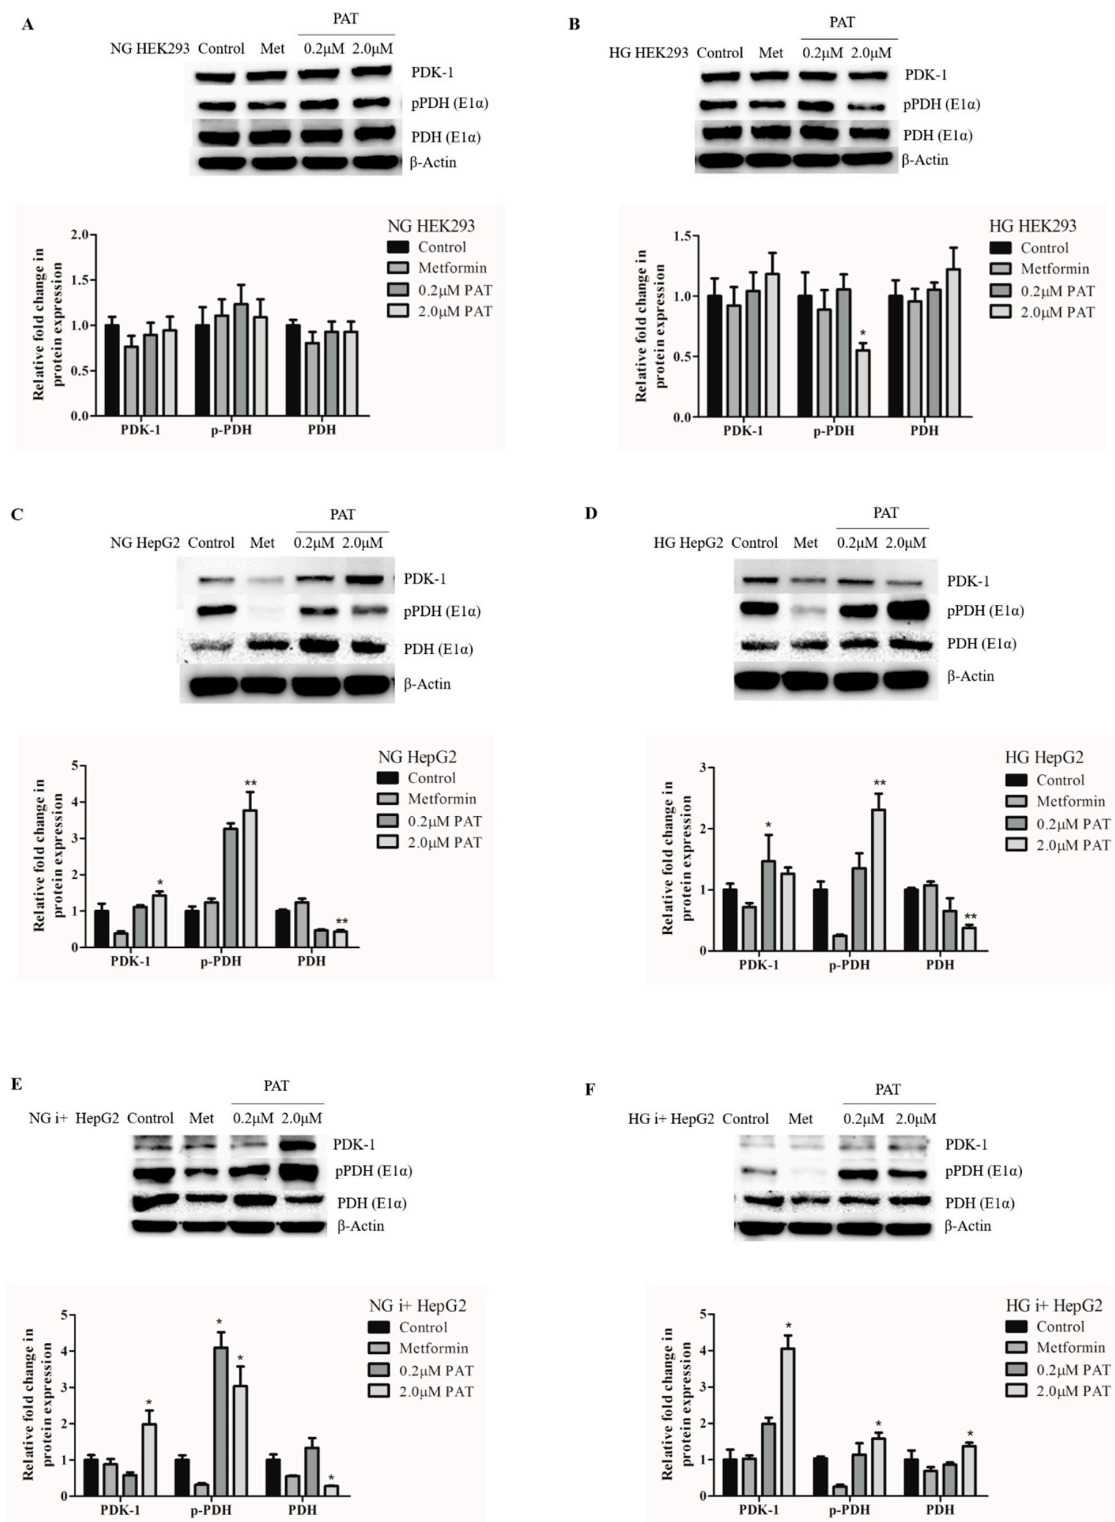 A
PAT
NG HEK293 Control Met 0.2μM 2.0μM
PDK-1
pPDH (E1α)
PDH (E1α)
β-Actin
NG HEK293
Control
Metformin
0.2μM PAT
2.0μM PAT
Relative fold change in
protein expression
2.0
1.5
1.0
0.5
0.0
PDK-1 p-PDH PDH
B
PAT
HG HEK293 Control Met 0.2μM 2.0μM
PDK-1
pPDH (E1α)
PDH (E1α)
β-Actin
HG HEK293
Control
Metformin
0.2μM PAT
2.0μM PAT
Relative fold change in
protein expression
1.5
1.0
0.5
0.0
*
PDK-1 p-PDH PDH
C
PAT
NG HepG2 Control Met 0.2μM 2.0μM
PDK-1
pPDH (E1α)
PDH (E1α)
β-Actin
NG HepG2
Control
Metformin
0.2μM PAT
2.0μM PAT
Relative fold change in
protein expression
5
4
3
2
1
0
* ** **
PDK-1 p-PDH PDH
D
PAT
HG HepG2 Control Met 0.2μM 2.0μM
PDK-1
pPDH (E1α)
PDH (E1α)
β-Actin
HG HepG2
Control
Metformin
0.2μM PAT
2.0μM PAT
Relative fold change in
protein expression
3
2
1
0
* ** **
PDK-1 p-PDH PDH
E
PAT
NG i+ HepG2 Control Met 0.2μM 2.0μM
PDK-1
pPDH (E1α)
PDH (E1α)
β-Actin
NG i+ HepG2
Control
Metformin
0.2μM PAT
2.0μM PAT
Relative fold change in
protein expression
5
4
3
2
1
0
* * * *
PDK-1 p-PDH PDH
F
PAT
HG i+ HepG2 Control Met 0.2μM 2.0μM
PDK-1
pPDH (E1α)
PDH (E1α)
β-Actin
HG i+ HepG2
Control
Metformin
0.2μM PAT
2.0μM PAT
Relative fold change in
protein expression
5
4
3
2
1
0
* * *
PDK-1 p-PDH PDH